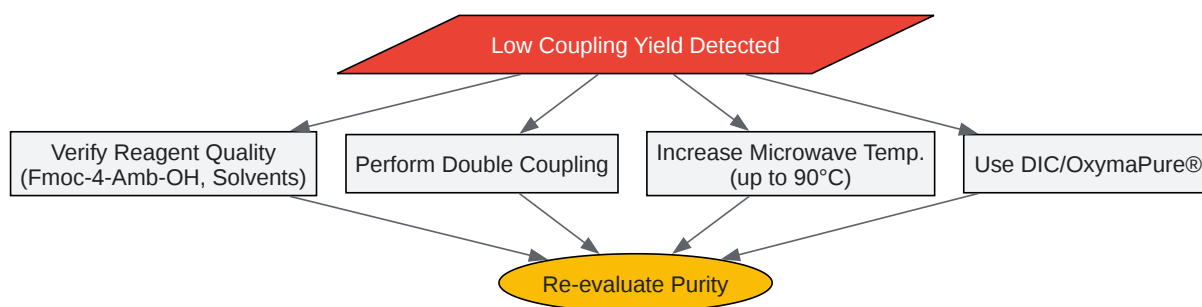 Low Coupling Yield Detected
Verify Reagent Quality
(Fmoc-4-Amb-OH, Solvents)
Perform Double Coupling
Increase Microwave Temp.
(up to 90°C)
Use DIC/OxymaPure®
Re-evaluate Purity